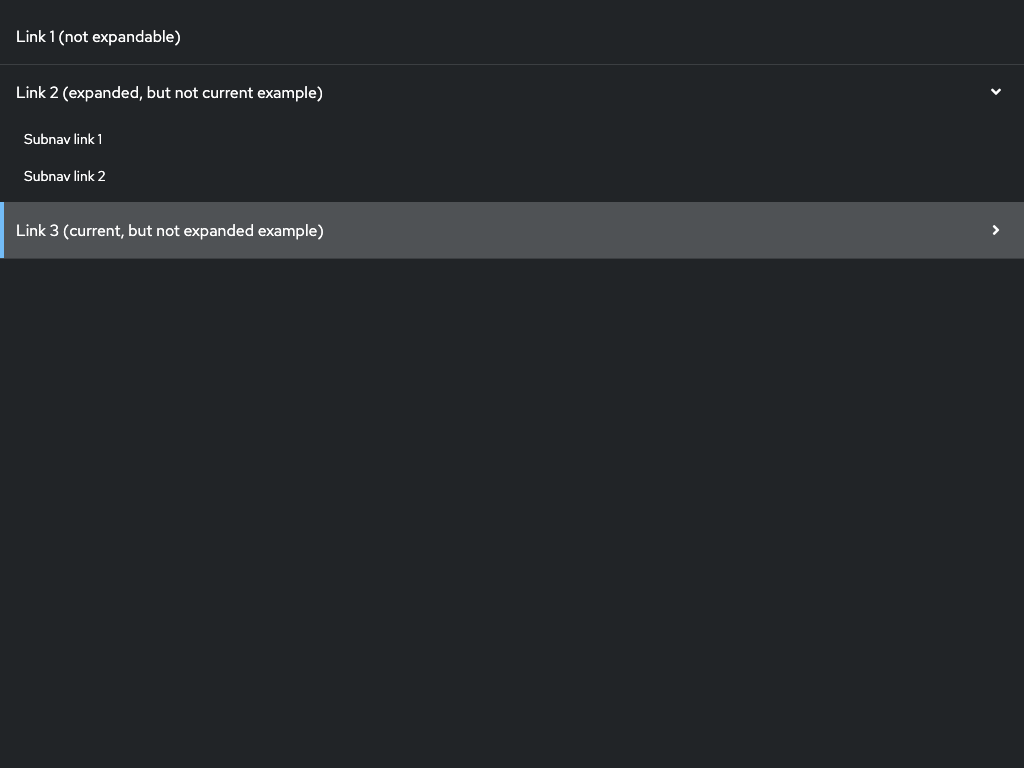 Link 1 (not expandable)
Link 2 (expanded, but not current example)
Subnav link 1
Subnav link 2
Link 3 (current, but not expanded example)